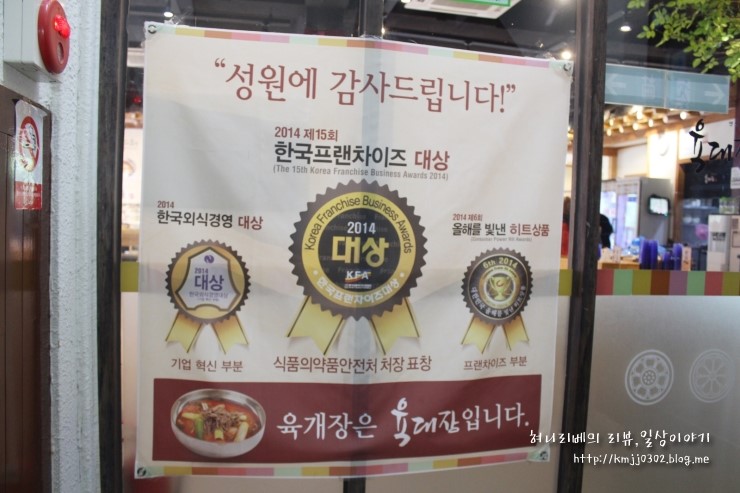 “성원에 감사드립니다!”
2014 제15회
한국프랜차이즈 대상
(The 15th Korea Franchise Business Awards 2014)
2014
한국외식경영 대상
2014 제6회
올해를 빛낸 히트상품
Korea Franchise Business Awards
2014
대상
KFA
한국프랜차이즈대상
2014
대상
6th 2014
기업 혁신 부분
식품의약품안전처 처장 표창
프랜차이즈 부분
육개장은 육대장입니다.
육대장
허니리베의 리뷰,일상이야기
http://kmjj0302.blog.me